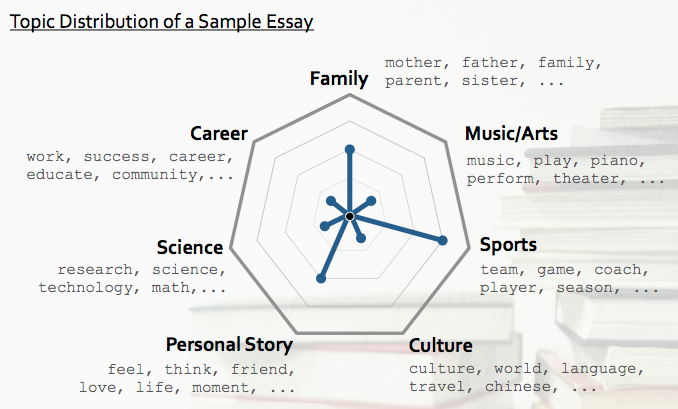 Topic Distribution of a Sample Essay
Family
mother, father, family,
parent, sister, ...
Career
work, success, career,
educate, community,...
Music/Arts
music, play, piano,
perform, theater, ...
Science
research, science,
technology, math,...
Sports
team, game, coach,
player, season, ...
Personal Story
feel, think, friend,
love, life, moment, ...
Culture
culture, world, language,
travel, chinese, ...